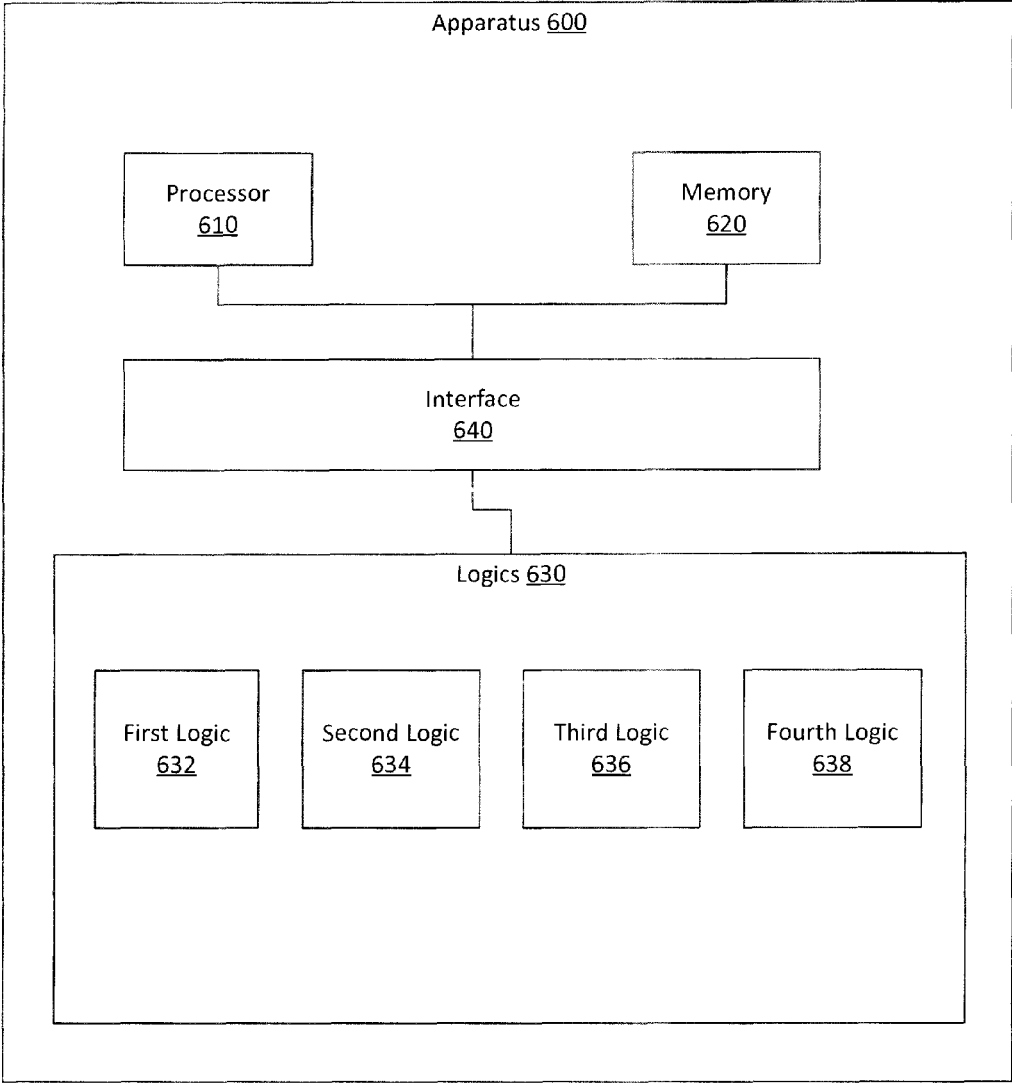 Apparatus 600
Processor
610
Memory
620
Interface
640
Logics 630
First Logic
632
Second Logic
634
Third Logic
636
Fourth Logic
638